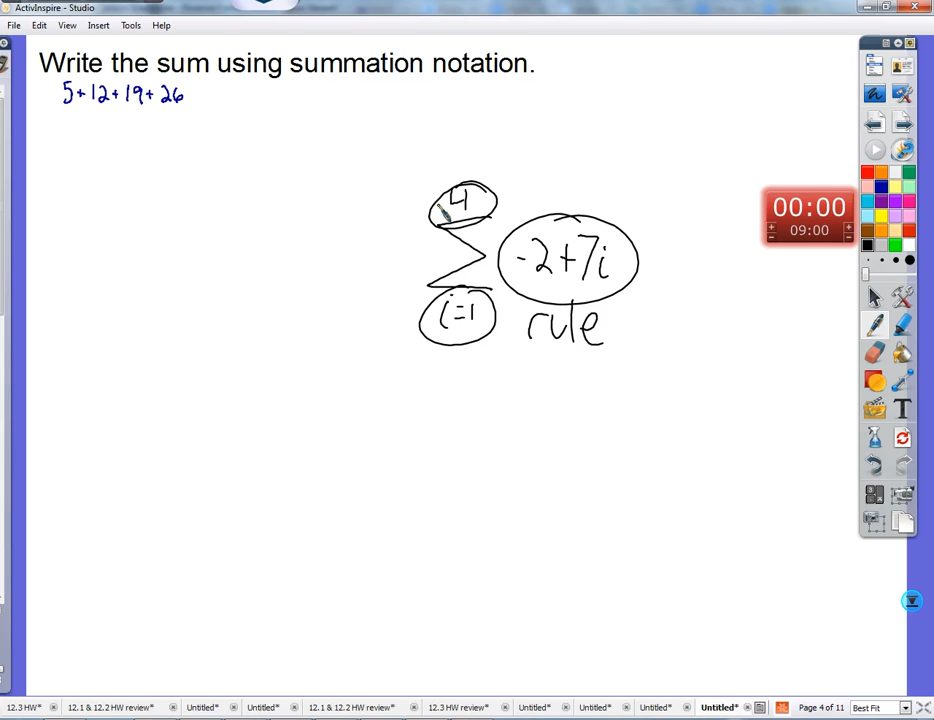 ActivInspire - Studio
File Edit View Insert Tools Help
Write the sum using summation notation.
5+12+19+26
4
Σ -2+7i
i=1 rule
00:00
09:00
T
12.3 HW* 12.1 & 12.2 HW review* Untitled* Untitled* 12.1 & 12.2 HW review* 12.3 HW review* Untitled* Untitled* Untitled* Untitled* Page 4 of 11 Best Fit